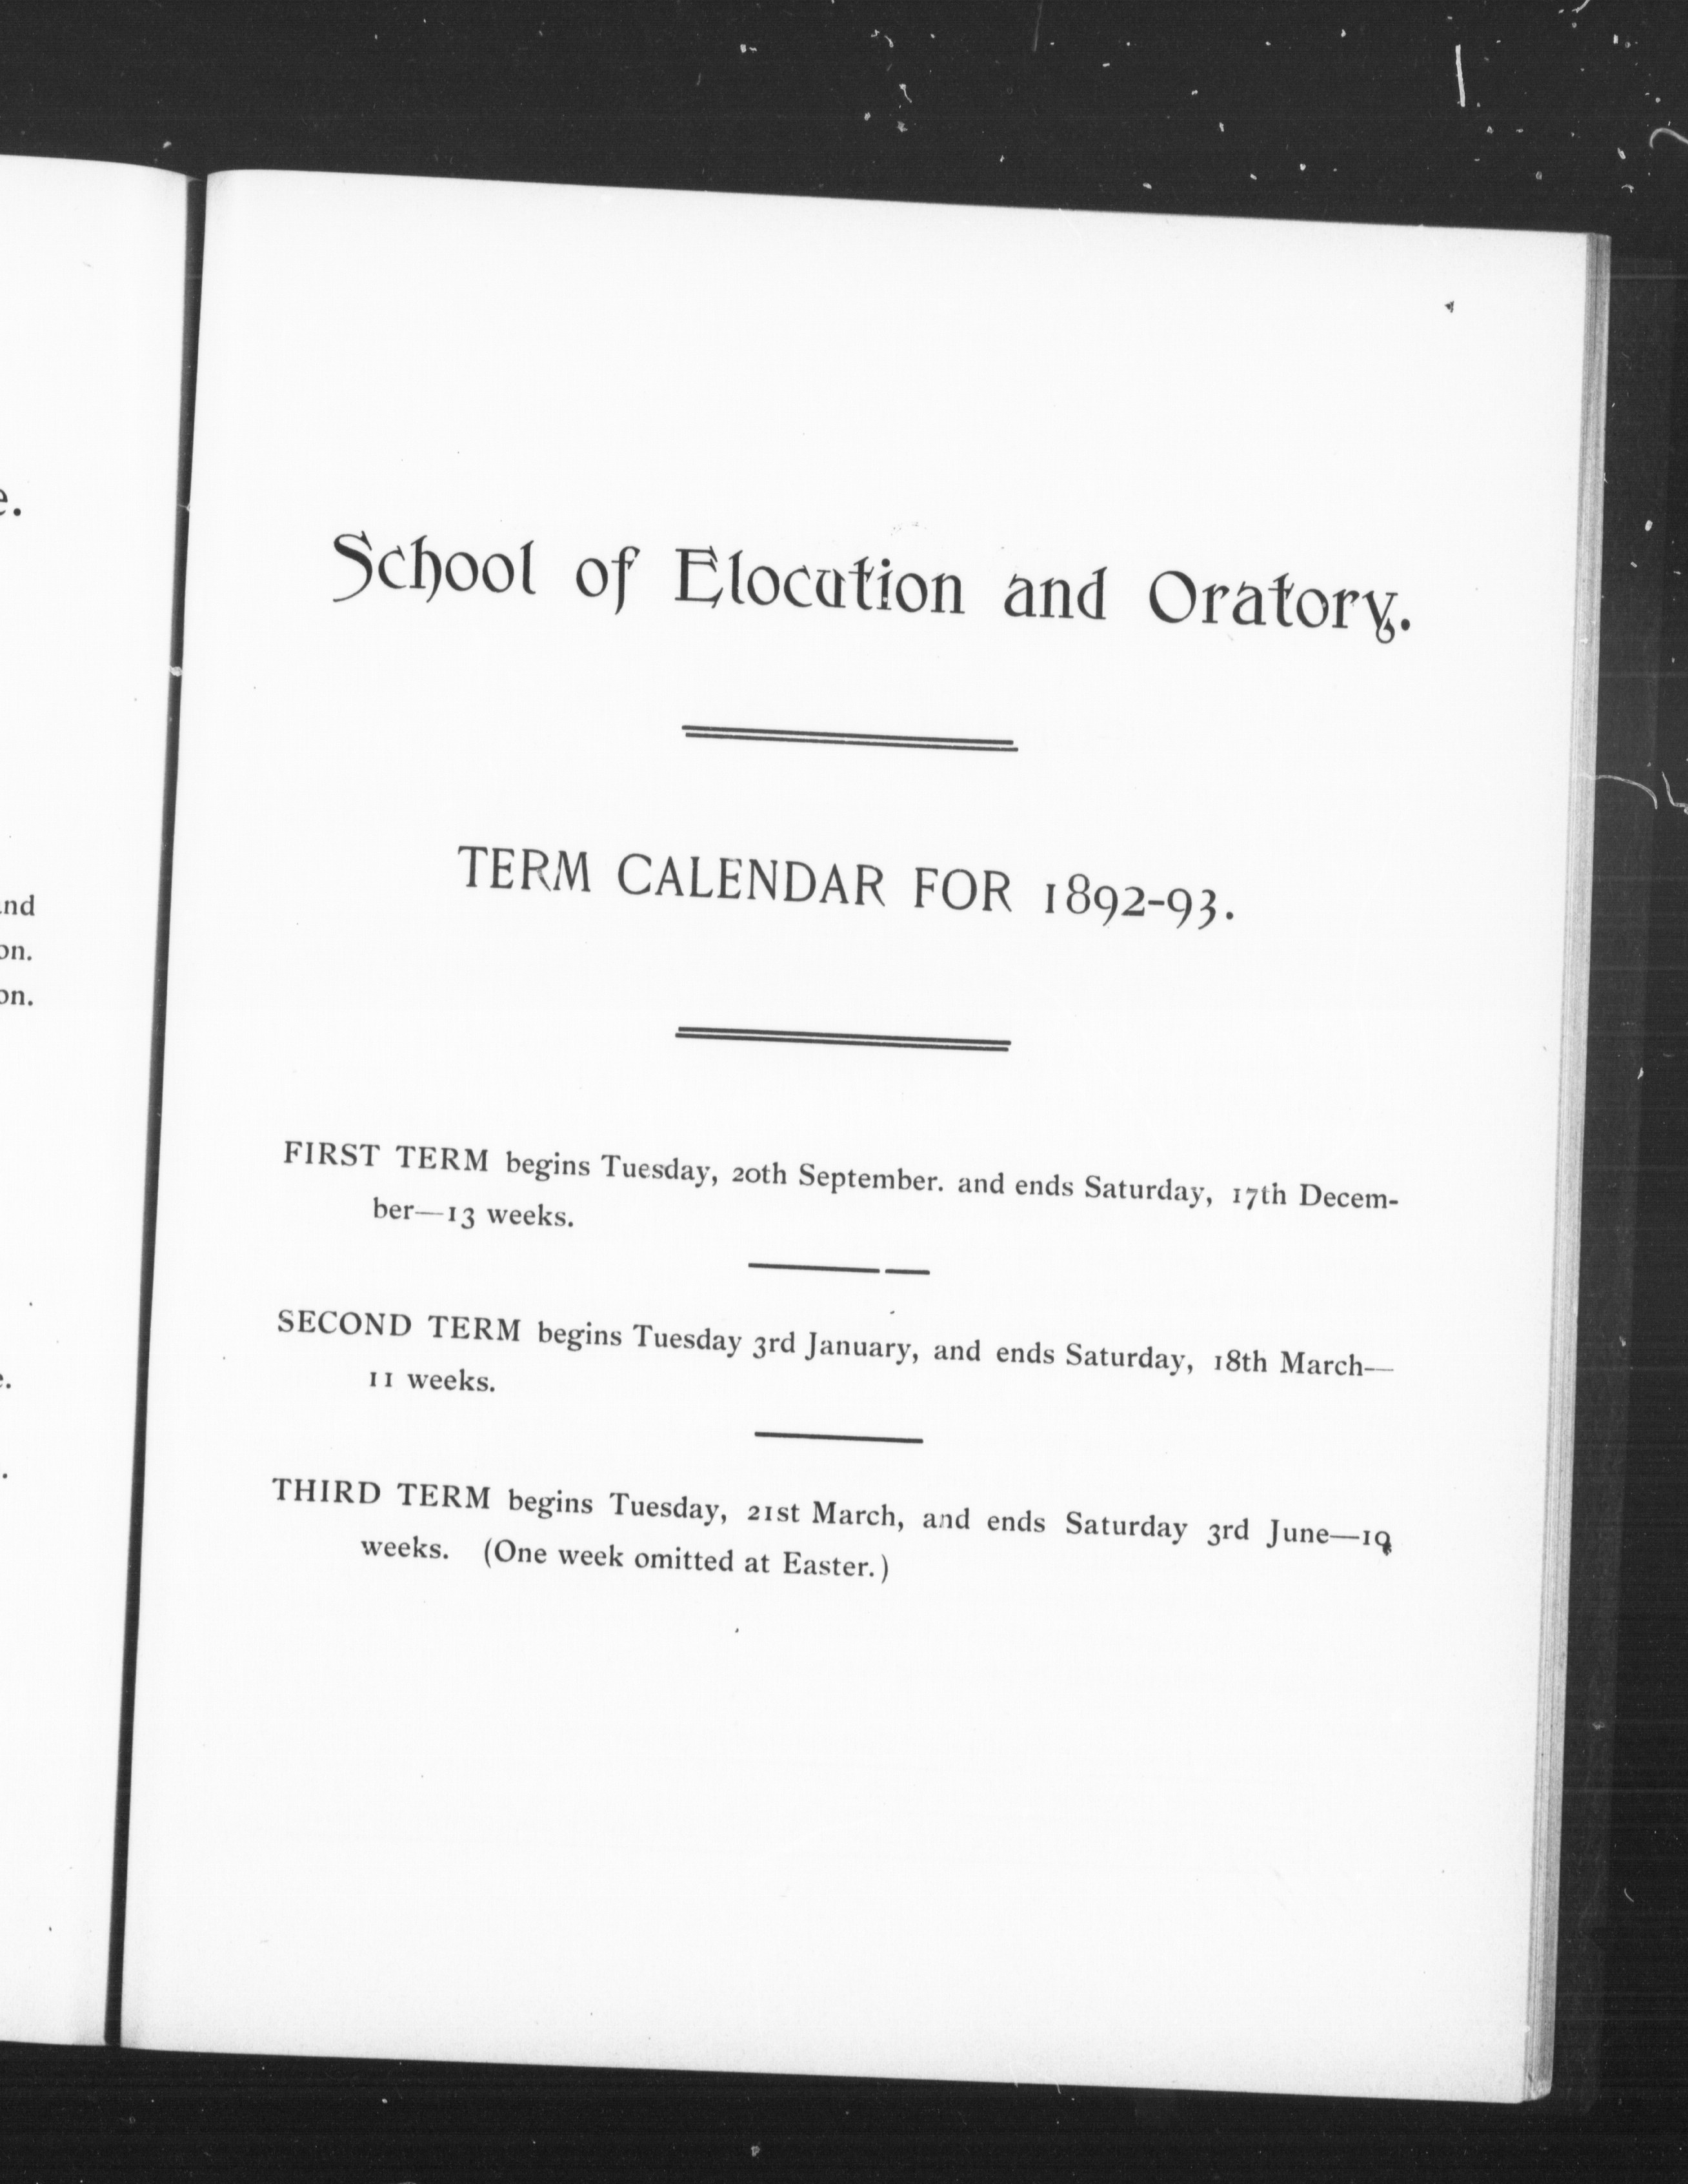 School of Elocution and Oratory.
TERM CALENDAR FOR 1892-93.
FIRST TERM begins Tuesday, 20th September. and ends Saturday, 17th Decem-
ber—13 weeks.
SECOND TERM begins Tuesday 3rd January, and ends Saturday, 18th March—
11 weeks.
THIRD TERM begins Tuesday, 21st March, and ends Saturday 3rd June—10
weeks. (One week omitted at Easter.)